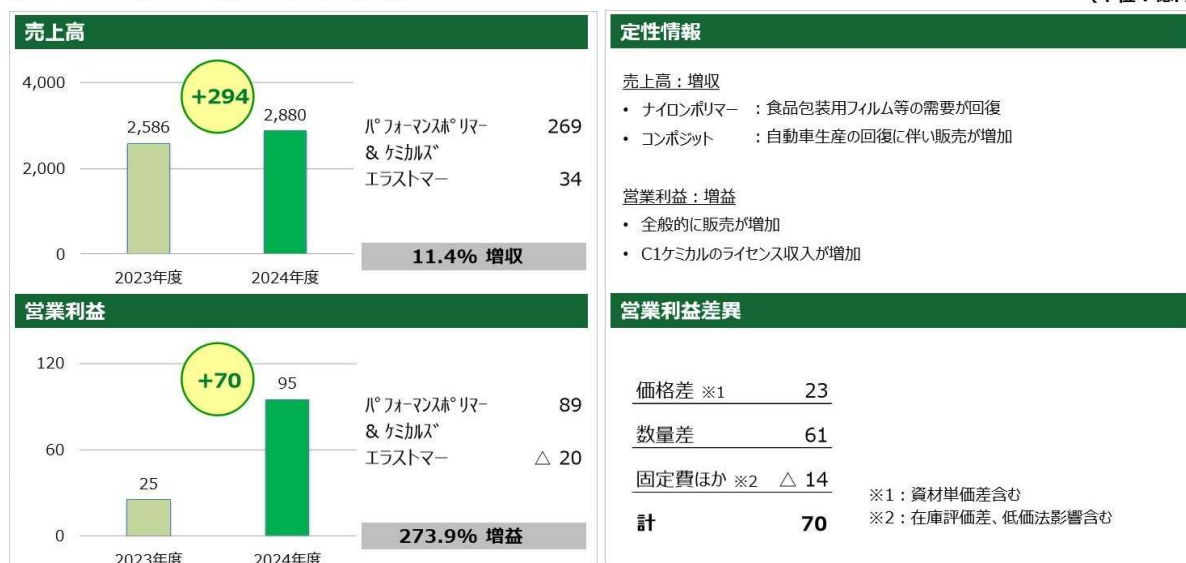 売上高
4,000
2,000
0
+294
2,586
2,880
2023年度
2024年度
ﾊﾟﾌｫｰﾏﾝｽﾎﾟﾘﾏｰ 269
& ｹﾐｶﾙｽﾞ
エラストマー 34
11.4% 増収
定性情報
売上高：増収
• ナイロンポリマー ：食品包装用フィルム等の需要が回復
• コンポジット ：自動車生産の回復に伴い販売が増加
営業利益：増益
• 全般的に販売が増加
• C1ケミカルのライセンス収入が増加
営業利益
120
60
0
+70
25
95
2023年度
2024年度
ﾊﾟﾌｫｰﾏﾝｽﾎﾟﾘﾏｰ 89
& ｹﾐｶﾙｽﾞ
エラストマー △ 20
273.9% 増益
営業利益差異
価格差 ※1 23
数量差 61
固定費ほか ※2 △ 14
計 70
※1：資材単価差含む
※2：在庫評価差、低価法影響含む